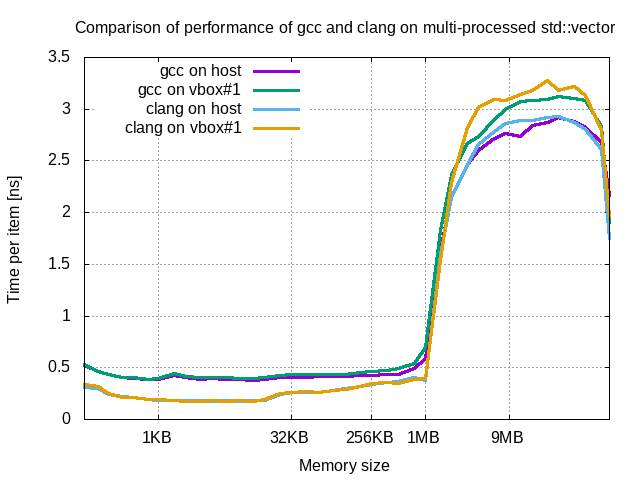 Comparison of performance of gcc and clang on multi-processed std::vector
3.5
3
2.5
2
1.5
1
0.5
0
Time per item [ns]
gcc on host
gcc on vbox#1
clang on host
clang on vbox#1
1KB 32KB 256KB 1MB 9MB
Memory size